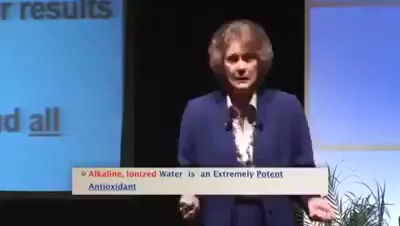 r results
d all
Alkaline, Ionized Water is an Extremely Potent
Antioxidant